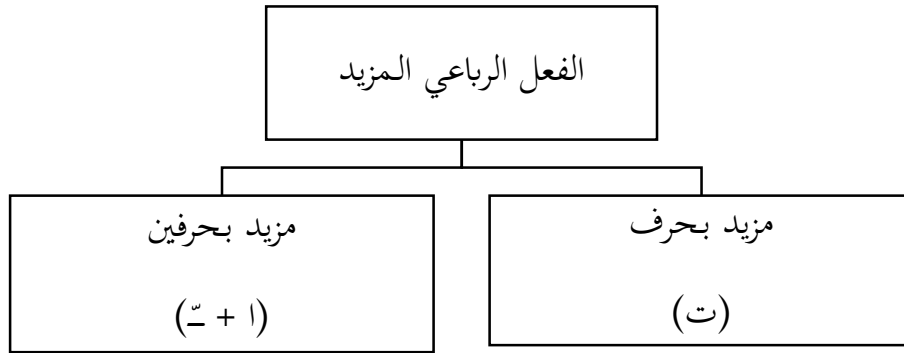 الفعل الرباعي المزيد
مزيد بحرف
(ت)
مزيد بحرفين
(ا + ـّ)